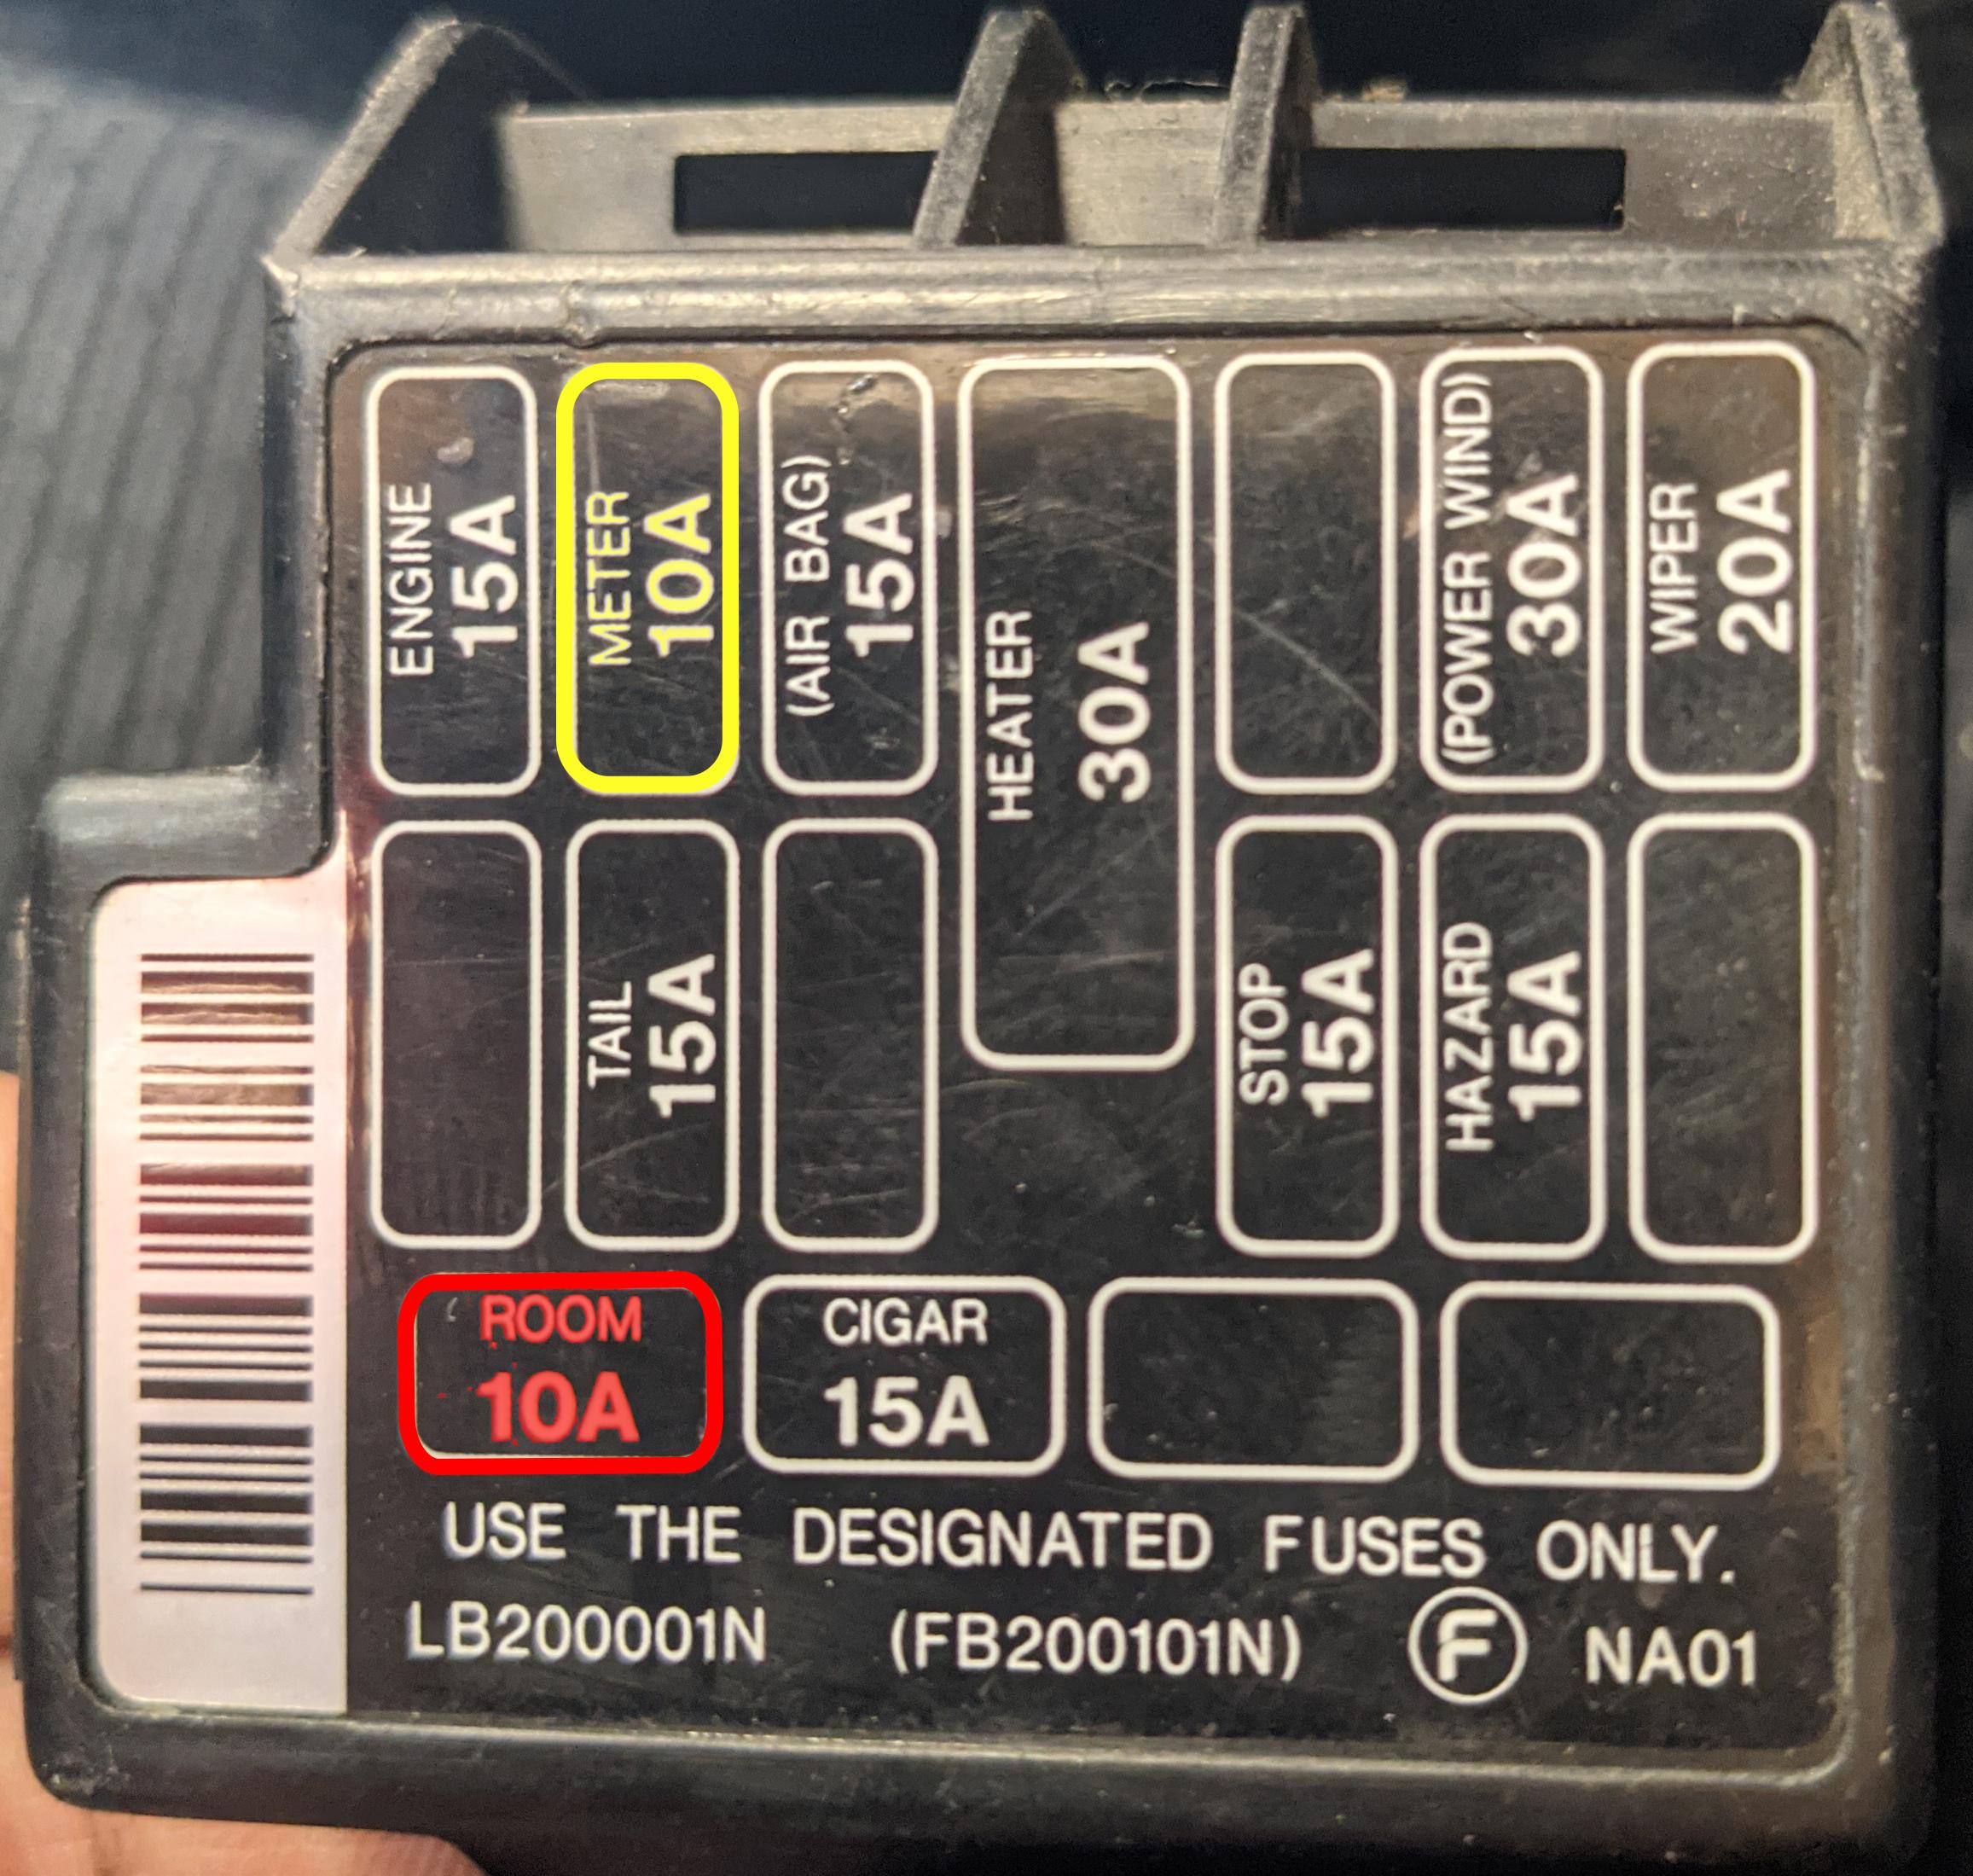 ENGINE
15A
METER
10A
(AIR BAG)
15A
HEATER
30A
(POWER WIND)
30A
WIPER
20A
TAIL
15A
STOP
15A
HAZARD
15A
ROOM
10A
CIGAR
15A
USE THE DESIGNATED FUSES ONLY.
LB200001N (FB200101N) F NA01